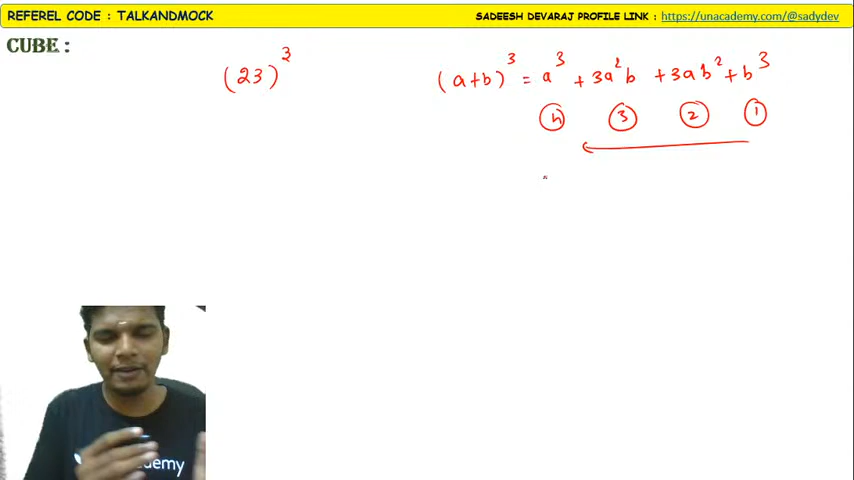 REFEREL CODE : TALKANDMOCK
SADEESH DEVARAJ PROFILE LINK : https://unacademy.com/@sadydev
CUBE :
(23)³
(a+b)³ = a³ + 3a²b + 3ab² + b³
4 3 2 1
ademy